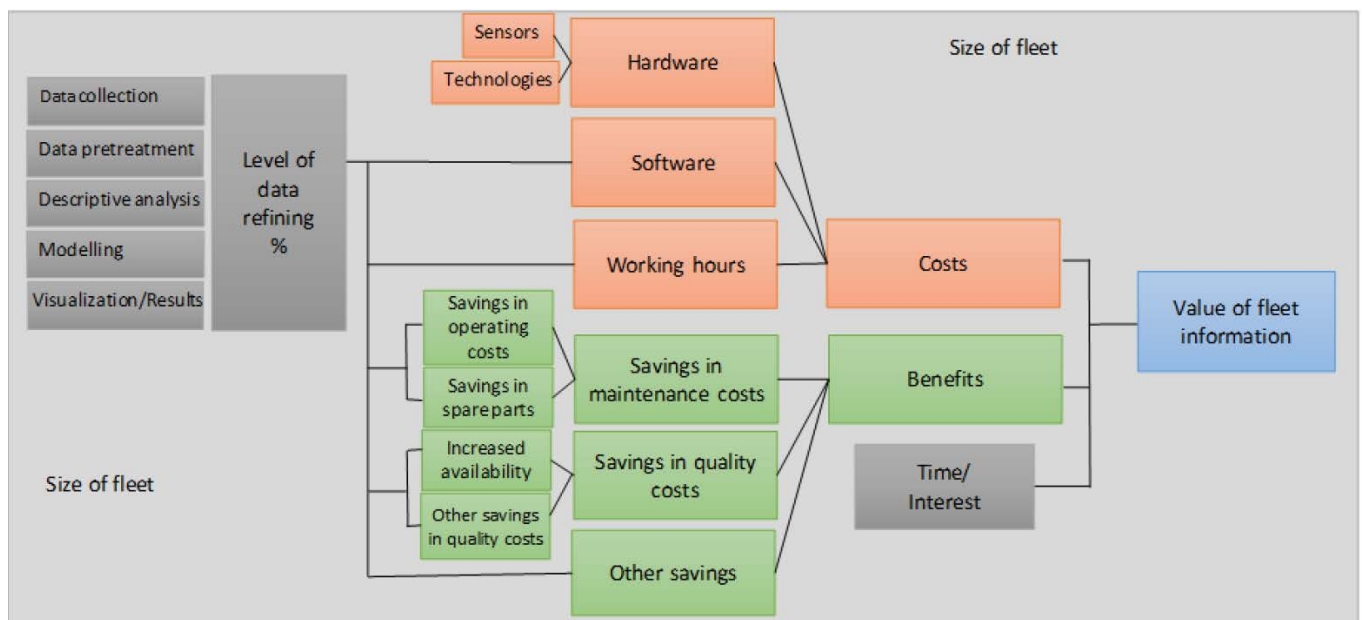 Size of fleet
Data collection
Data pretreatment
Descriptive analysis
Modelling
Visualization/Results
Level of
data
refining
%
Sensors
Technologies
Hardware
Software
Working hours
Costs
Savings in
operating
costs
Savings in
spare parts
Savings in
maintenance costs
Benefits
Increased
availability
Other savings
in quality costs
Savings in quality
costs
Other savings
Time/
Interest
Value of fleet
information
Size of fleet